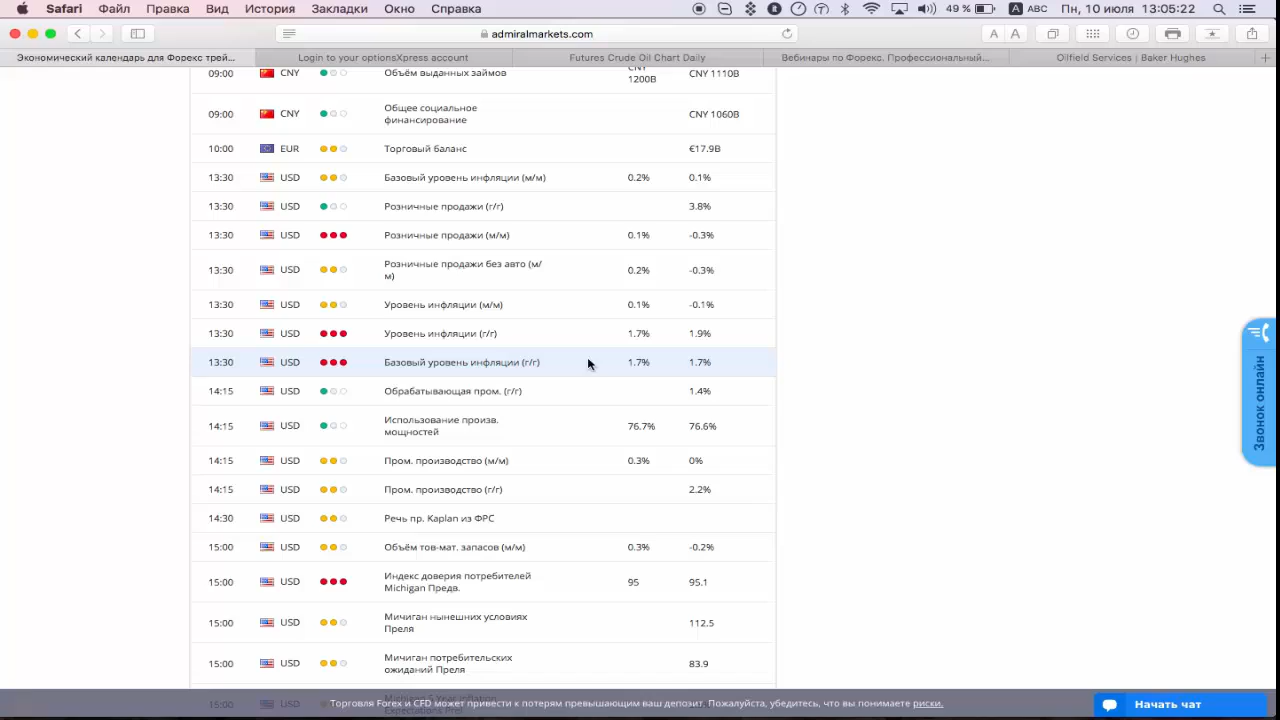 Safari Файл Правка Вид История Закладки Окно Справка 49 % A ABC Пн, 10 июля 13:05:22
admiralmarkets.com A A
Экономический календарь для Форекс трей... Login to your optionsXpress account Futures Crude Oil Chart Daily Вебинары по Форекс. Профессиональный... Oilfield Services | Baker Hughes
09:00 CNY Объём выданных займов CNY 1200B CNY 1110B
09:00 CNY Общее социальное финансирование CNY 1060B
10:00 EUR Торговый баланс €17.9B
13:30 USD Базовый уровень инфляции (м/м) 0.2% 0.1%
13:30 USD Розничные продажи (г/г) 3.8%
13:30 USD Розничные продажи (м/м) 0.1% -0.3%
13:30 USD Розничные продажи без авто (м/м) 0.2% -0.3%
13:30 USD Уровень инфляции (м/м) 0.1% -0.1%
13:30 USD Уровень инфляции (г/г) 1.7% 1.9%
13:30 USD Базовый уровень инфляции (г/г) 1.7% 1.7%
14:15 USD Обрабатывающая пром. (г/г) 1.4%
14:15 USD Использование произв. мощностей 76.7% 76.6%
14:15 USD Пром. производство (м/м) 0.3% 0%
14:15 USD Пром. производство (г/г) 2.2%
14:30 USD Речь пр. Kaplan из ФРС
15:00 USD Объём тов-мат. запасов (м/м) 0.3% -0.2%
15:00 USD Индекс доверия потребителей Michigan Предв. 95 95.1
15:00 USD Мичиган нынешних условиях Преля 112.5
15:00 USD Мичиган потребительских ожиданий Преля 83.9
15:00 USD Michigan 5 Year Inflation Expectations Prel
Торговля Forex и CFD может привести к потерям превышающим ваш депозит. Пожалуйста, убедитесь, что вы понимаете риски.
Начать чат
Звонок онлайн